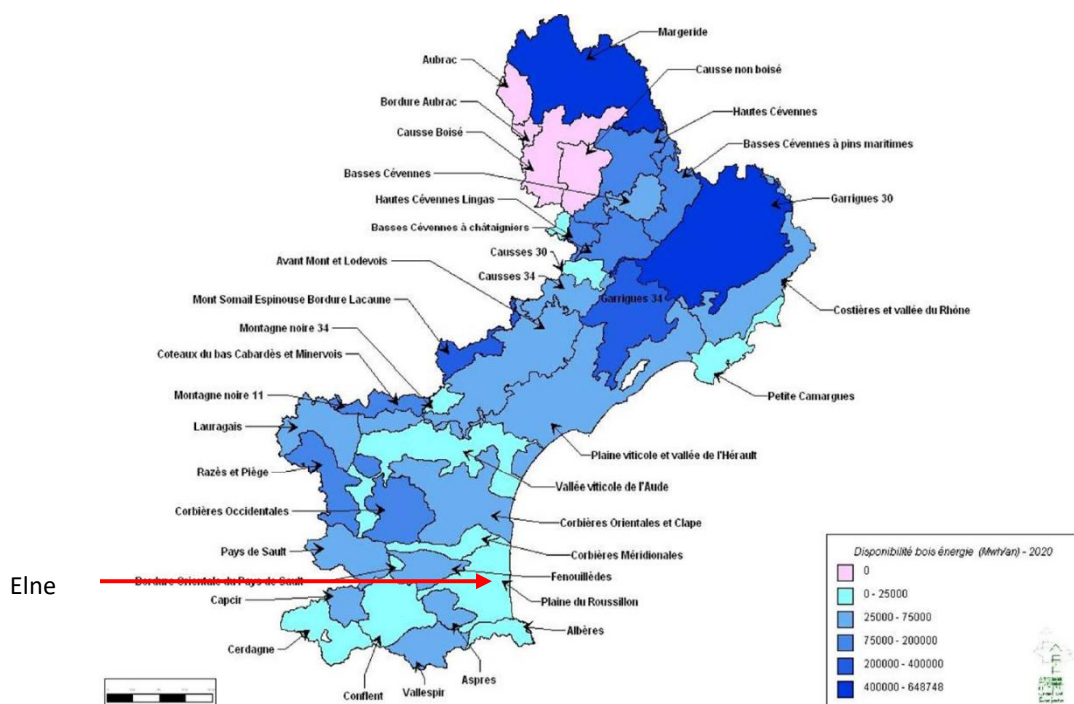 Margeride
Aubrac
Causse non boisé
Bordure Aubrac
Hautes Cévennes
Causse Boisé
Basses Cévennes à pins maritimes
Basses Cévennes
Hautes Cévennes Lingas
Garrigues 30
Basses Cévennes à châtaigniers
Causses 30
Avant Mont et Lodevois
Causses 34
Mont Somail Espinouse Bordure Lacaune
Garrigues 34
Costières et vallée du Rhóne
Montagne noire 34
Coteaux du bas Cabardès et Minervois
Montagne noire 11
Petite Camargues
Lauragais
Plaine viticole et vallée de l'Hérault
Razès et Piège
Vallée viticole de l'Aude
Corbières Occidentales
Corbières Orientales et Clape
Pays de Sault
Corbières Méridionales
Elne
Bordure Orientale du Pays de Sault
Fenouillèdes
Capcir
Plaine du Roussillon
Albères
Cerdagne
Aspres
Conflent
Vallespir
Disponibilité bois énergie (Mwh/an) - 2020
0
0 - 25000
25000 - 75000
75000 - 200000
200000 - 400000
400000 - 648748